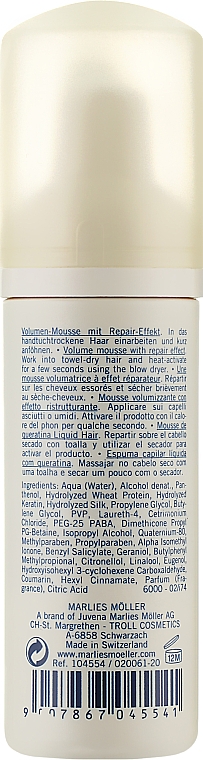 Volumen-Mousse mit Repair-Effekt. In das
handtuchtrockene Haar einarbeiten und kurz
anföhnen. • Volume mousse with repair effect.
Work into towel-dry hair and heat-activate
for a few seconds using the blow dryer. • Une
mousse volumatrice à effet réparateur. Répartir
sur les cheveux essorés et sécher brièvement
au sèche-cheveux. • Mousse volumizzante con
effetto ristrutturante. Applicare sui capelli
asciutti o umidi. Attivare il prodotto con il calo-
re del phon per qualche secondo. • Mousse
de queratina Liquid Hair. Repartir sobre el cabello
secado con toalla y utilizar el secador para
activar el producto. • Espuma capilar líquida
com queratina. Massajar no cabelo seco com
uma toalha e secar um pouco com o secador.
Ingredients: Aqua (Water), Alcohol denat., Pan-
thenol, Hydrolyzed Wheat Protein, Hydrolyzed
Keratin, Hydrolyzed Silk, Propylene Glycol, Buty-
lene Glycol, PVP, Laureth-4, Cetrimonium
Chloride, PEG-25 PABA, Dimethicone Propyl
PG-Betaine, Isopropyl Alcohol, Quaternium-80,
Methylparaben, Propylparaben, Alpha Isomethyl
Ionone, Benzyl Salicylate, Geraniol, Butylphenyl
Methylpropional, Citronellol, Linalool, Eugenol,
Hydroxyisohexyl 3-cyclohexene Carboxaldehyde,
Coumarin, Hexyl Cinnamate, Parfum (Fra-
grance), Citric Acid 6000 - 02/74
MARLIES MÖLLER
A brand of Juvena Marlies Möller AG
CH-St. Margrethen - TROLL COSMETICS
A-6858 Schwarzach
Made in Switzerland
www.marliesmoeller.com
Ref. 104554 / 020061-20
12M
9 007867 045541